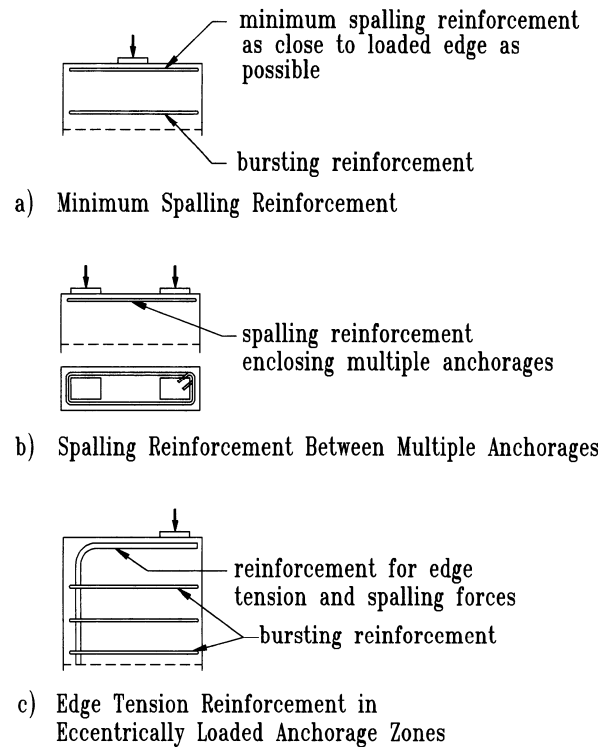 minimum spalling reinforcement
as close to loaded edge as
possible
bursting reinforcement
a) Minimum Spalling Reinforcement
spalling reinforcement
enclosing multiple anchorages
b) Spalling Reinforcement Between Multiple Anchorages
reinforcement for edge
tension and spalling forces
bursting reinforcement
c) Edge Tension Reinforcement in
Eccentrically Loaded Anchorage Zones